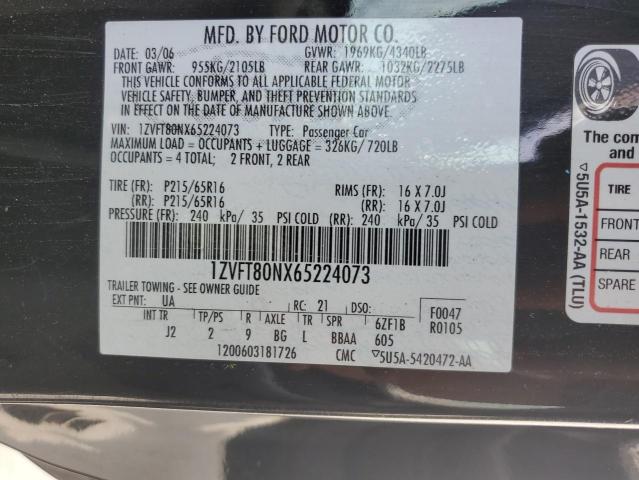 MFD. BY FORD MOTOR CO.
DATE: 03/06 GVWR: 1969KG/4340LB
FRONT GAWR: 955KG/2105LB REAR GAWR: 1032KG/2275LB
THIS VEHICLE CONFORMS TO ALL APPLICABLE FEDERAL MOTOR
VEHICLE SAFETY, BUMPER, AND THEFT PREVENTION STANDARDS
IN EFFECT ON THE DATE OF MANUFACTURE SHOWN ABOVE.
VIN: 1ZVFT80NX65224073 TYPE: Passenger Car
MAXIMUM LOAD = OCCUPANTS + LUGGAGE = 326KG/720LB
OCCUPANTS = 4 TOTAL; 2 FRONT, 2 REAR
TIRE (FR): P215/65R16 RIMS (FR): 16 X 7.0J
(RR): P215/65R16 (RR): 16 X 7.0J
PRESSURE (FR): 240 kPa/ 35 PSI COLD (RR): 240 kPa/ 35 PSI COLD
1ZVFT80NX65224073
TRAILER TOWING - SEE OWNER GUIDE
EXT PNT: UA RC: 21 DSO: F0047
INT TR TP/PS R AXLE TR SPR 6ZF1B R0105
J2 2 9 BG L BBAA 605
1200603181726 CMC 5U5A-5420472-AA
The com
and
TIRE
FRONT
REAR
SPARE
5U5A-1532-AA (TLU)